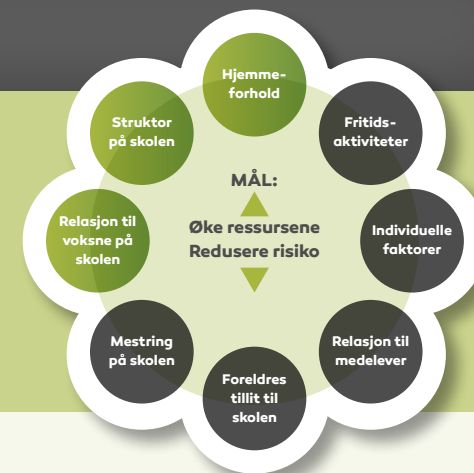 Hjemme-
forhold
Fritids-
aktiviteter
Individuelle
faktorer
Relasjon til
medelever
Foreldres
tillit til
skolen
Mestring
på skolen
Relasjon til
voksne på
skolen
Struktor
på skolen
MÅL:
Øke ressursene
Redusere risiko